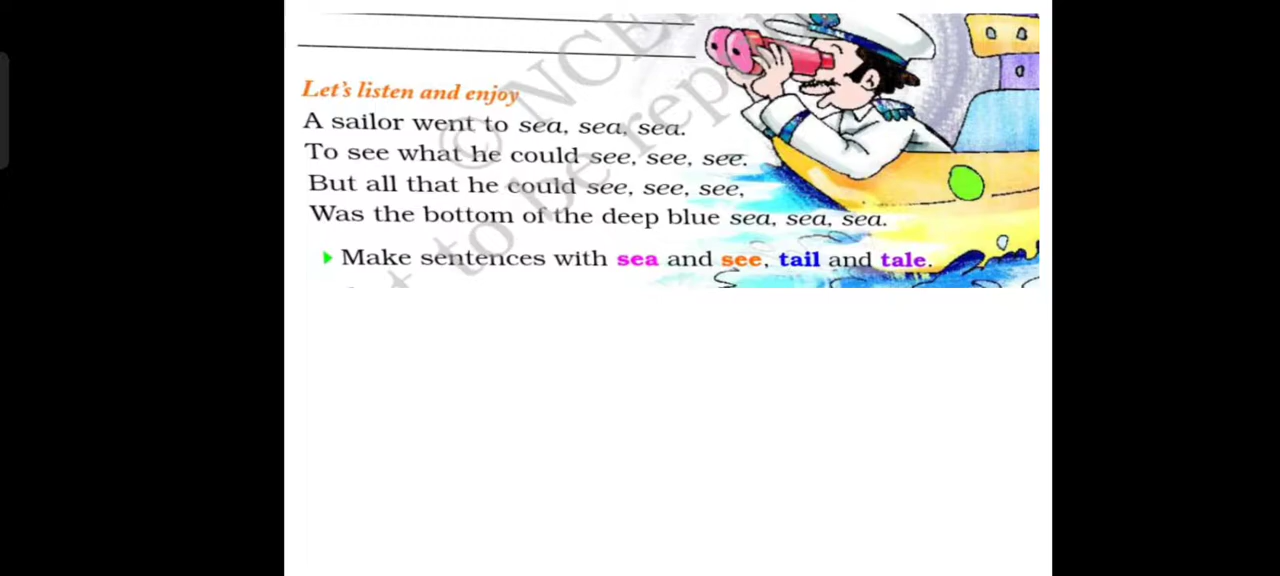 Let's listen and enjoy
A sailor went to sea, sea, sea.
To see what he could see, see, see.
But all that he could see, see, see,
Was the bottom of the deep blue sea, sea, sea.
Make sentences with sea and see, tail and tale.